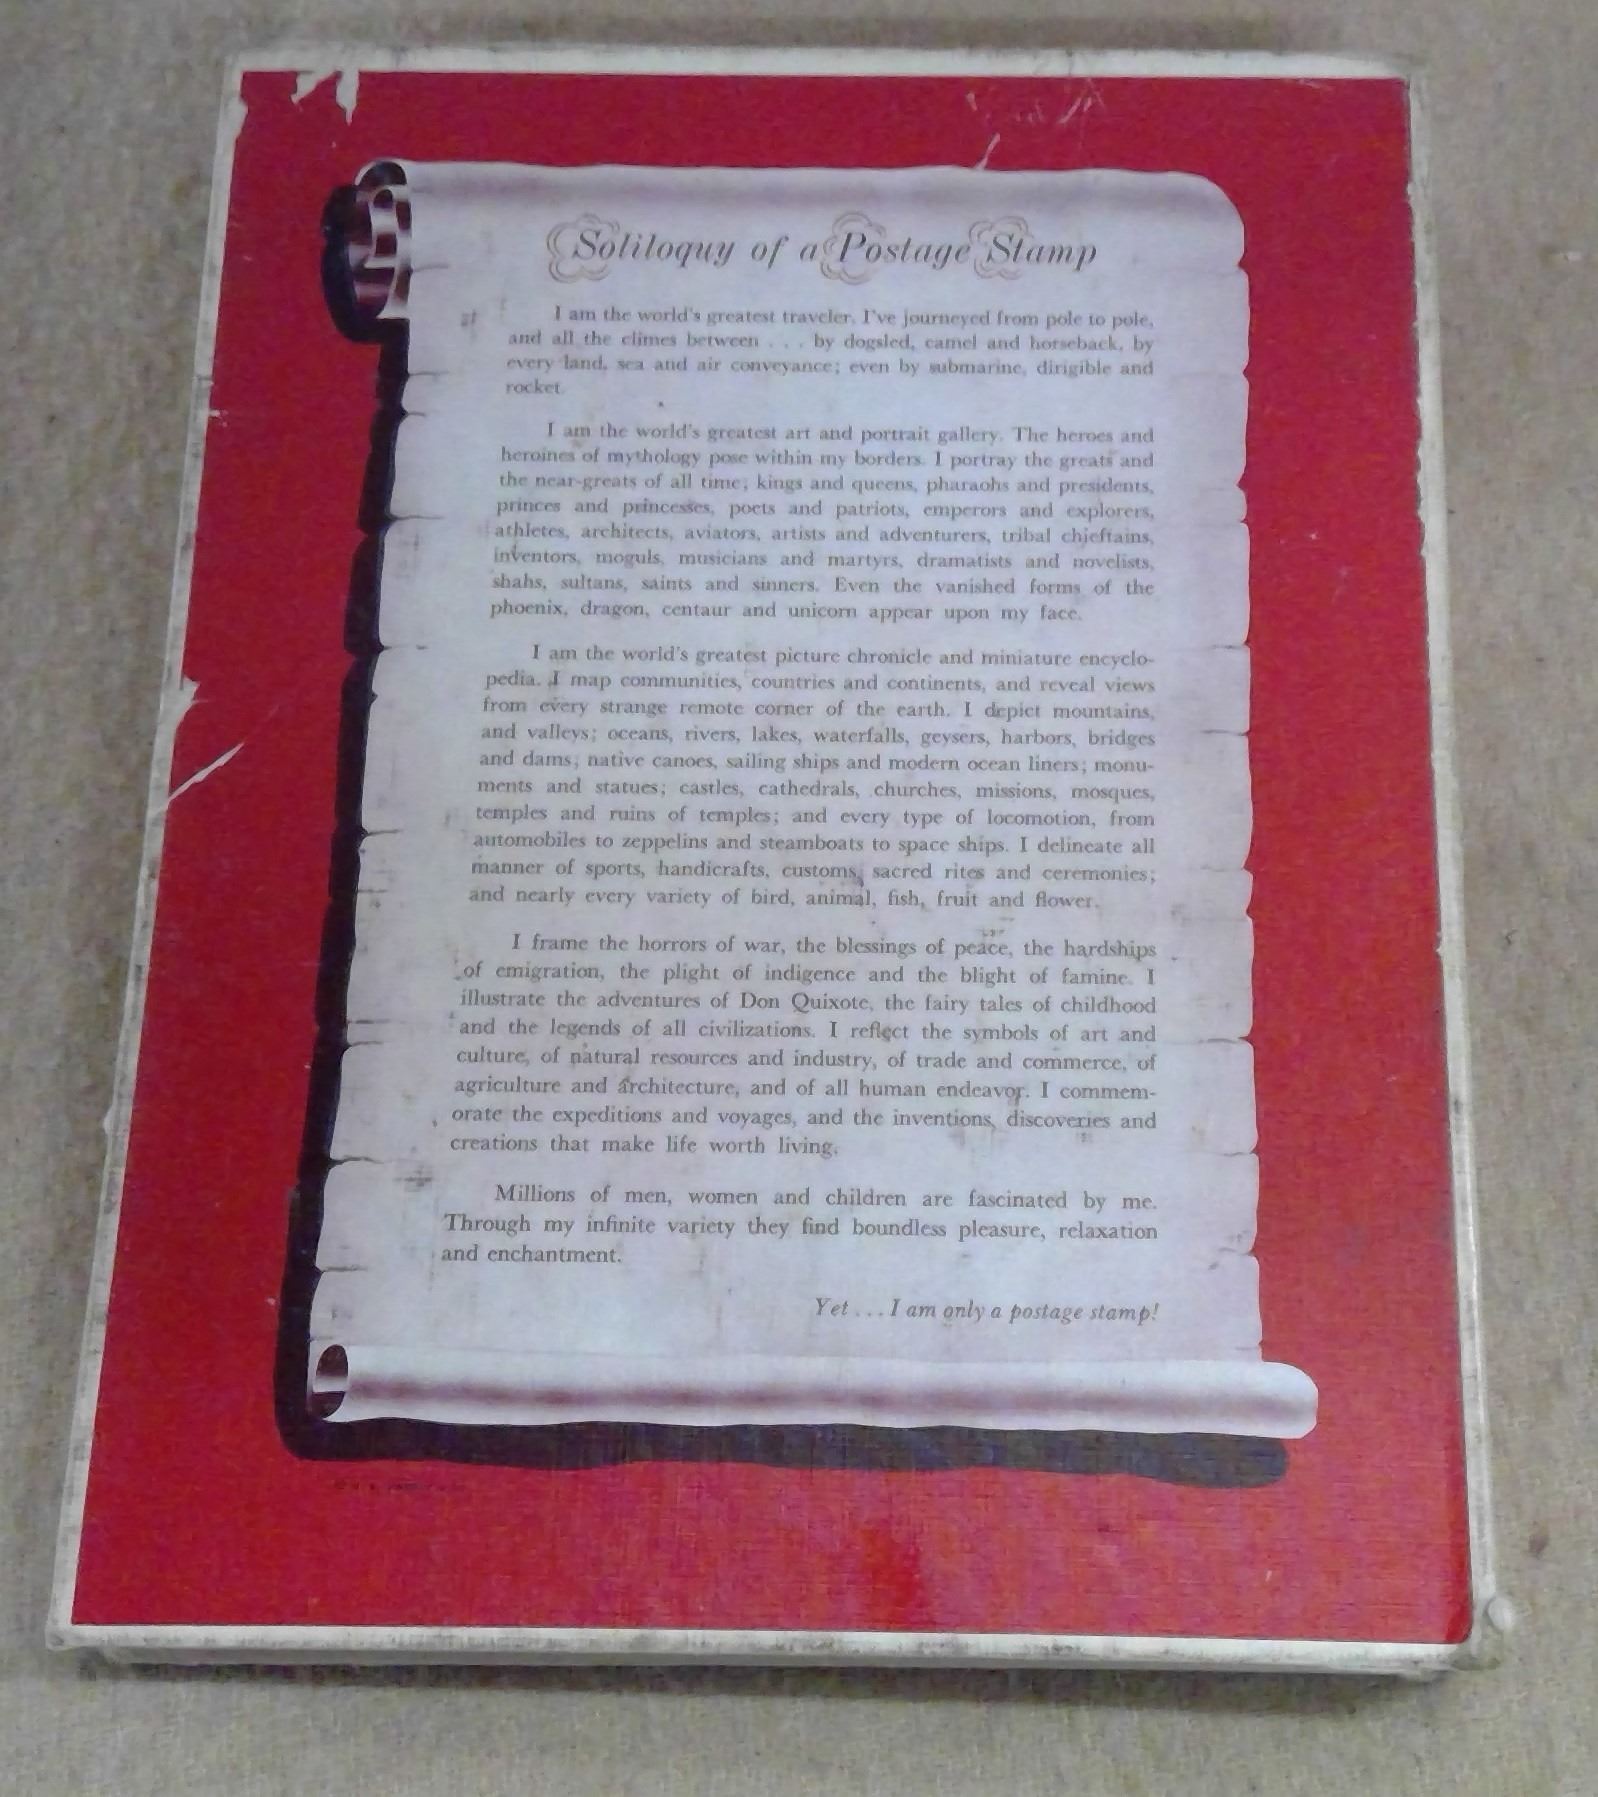 Soliloquy of a Postage Stamp
I am the world's greatest traveler. I've journeyed from pole to pole,
and all the climes between . . . by dogsled, camel and horseback, by
every land, sea and air conveyance; even by submarine, dirigible and
rocket.
I am the world's greatest art and portrait gallery. The heroes and
heroines of mythology pose within my borders. I portray the greats and
the near-greats of all time; kings and queens, pharaohs and presidents,
princes and princesses, poets and patriots, emperors and explorers,
athletes, architects, aviators, artists and adventurers, tribal chieftains,
inventors, moguls, musicians and martyrs, dramatists and novelists,
shahs, sultans, saints and sinners. Even the vanished forms of the
phoenix, dragon, centaur and unicorn appear upon my face.
I am the world's greatest picture chronicle and miniature encyclo-
pedia. I map communities, countries and continents, and reveal views
from every strange remote corner of the earth. I depict mountains,
and valleys; oceans, rivers, lakes, waterfalls, geysers, harbors, bridges
and dams; native canoes, sailing ships and modern ocean liners; monu-
ments and statues; castles, cathedrals, churches, missions, mosques,
temples and ruins of temples; and every type of locomotion, from
automobiles to zeppelins and steamboats to space ships. I delineate all
manner of sports, handicrafts, customs, sacred rites and ceremonies;
and nearly every variety of bird, animal, fish, fruit and flower.
I frame the horrors of war, the blessings of peace, the hardships
of emigration, the plight of indigence and the blight of famine. I
illustrate the adventures of Don Quixote, the fairy tales of childhood
and the legends of all civilizations. I reflect the symbols of art and
culture, of natural resources and industry, of trade and commerce, of
agriculture and architecture, and of all human endeavor. I commem-
orate the expeditions and voyages, and the inventions, discoveries and
creations that make life worth living.
Millions of men, women and children are fascinated by me.
Through my infinite variety they find boundless pleasure, relaxation
and enchantment.
Yet . . . I am only a postage stamp!